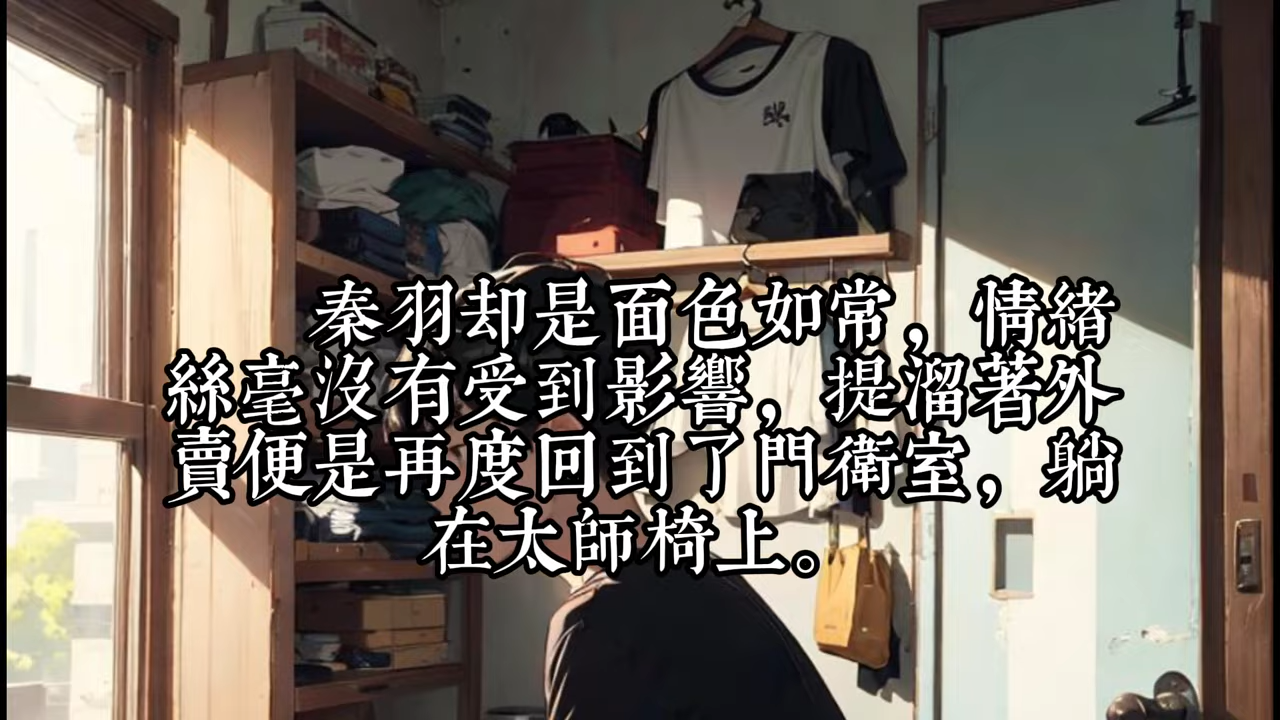 秦羽却是面色如常，情緒
絲毫沒有受到影響，提溜著外
賣便是再度回到了門衛室，躺
在太師椅上。